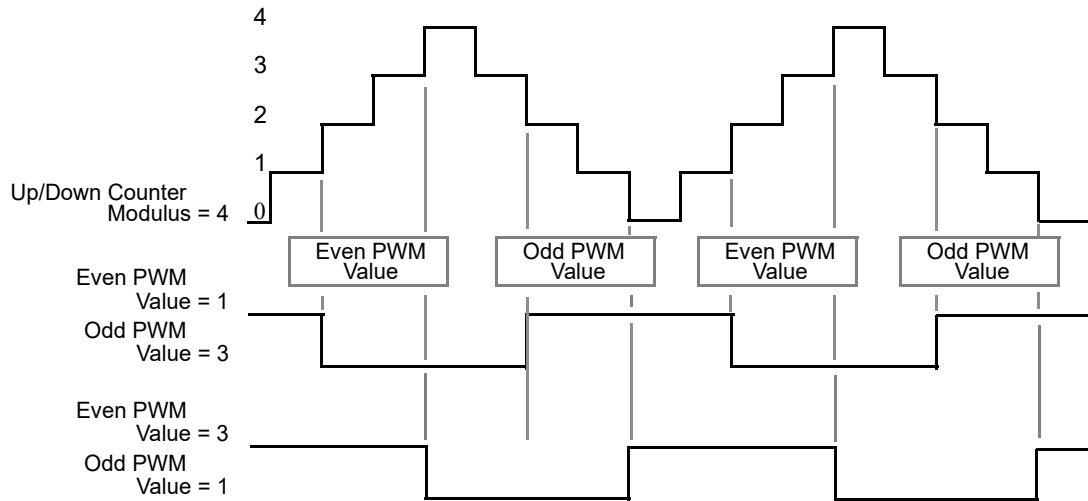 4
3
2
1
0
Up/Down Counter
Modulus = 4
Even PWM
Value
Odd PWM
Value
Even PWM
Value
Odd PWM
Value
Even PWM
Value = 1
Odd PWM
Value = 3
Even PWM
Value = 3
Odd PWM
Value = 1